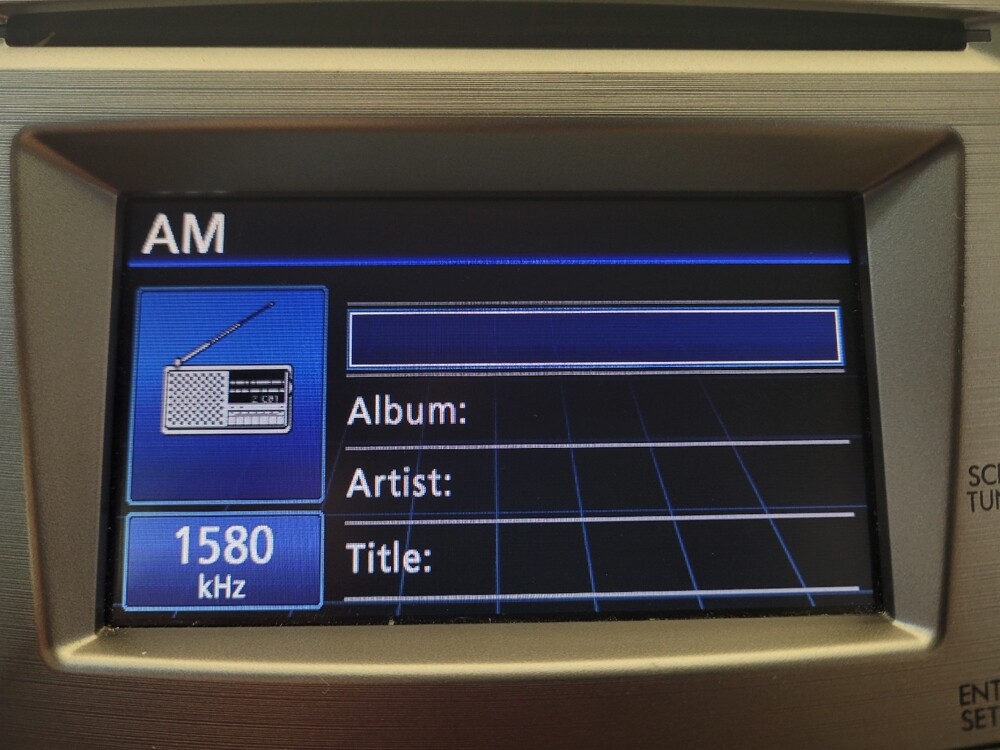 AM
Album:
Artist:
Title:
1580
kHz